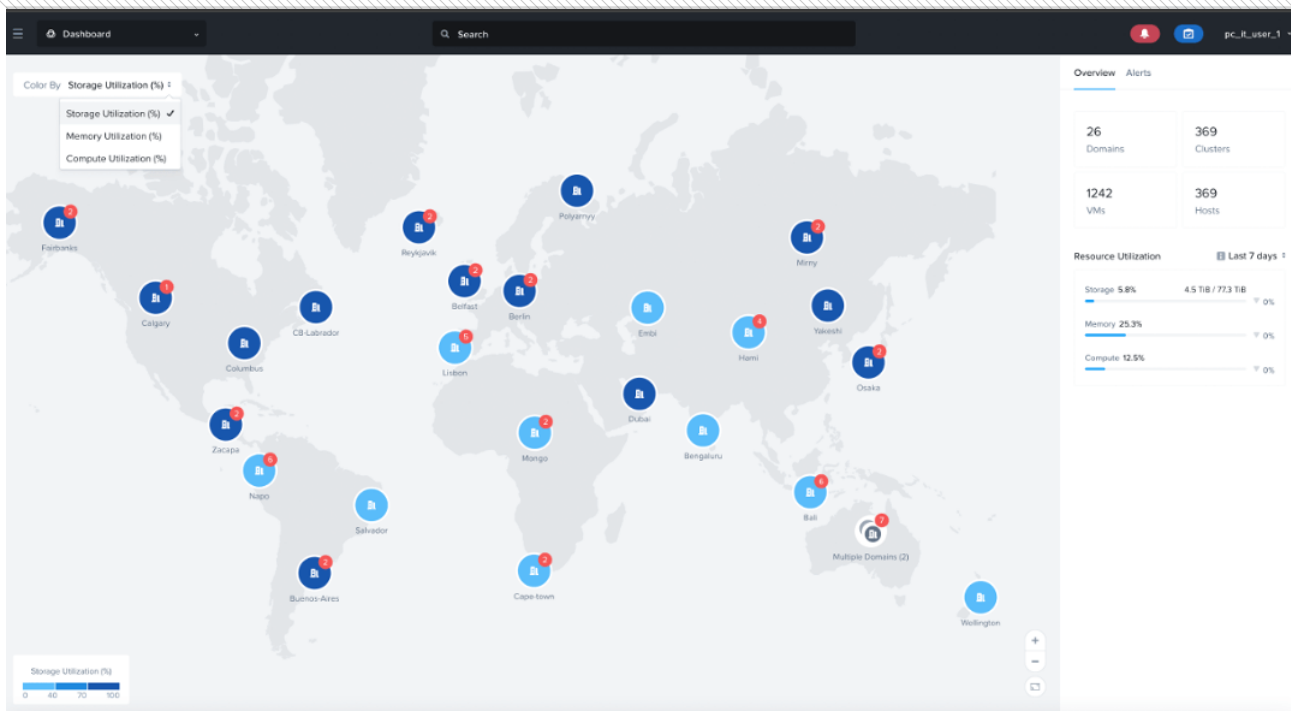 Dashboard
Search
pc_it_user_1
Color By Storage Utilization (%)
Storage Utilization (%)
Memory Utilization (%)
Compute Utilization (%)
Overview Alerts
26
Domains
369
Clusters
1242
VMs
369
Hosts
Resource Utilization
Last 7 days
Storage 5.8% 4.5 TiB / 77.3 TiB
0%
Memory 25.3%
0%
Compute 12.5%
0%
Polyarnyy
2
Fairbanks
2
Reykjavik
2
Mirny
2
Belfast
2
Berlin
1
Calgary
CB-Labrador
Embi
Yakeshi
4
Hami
Columbus
5
Lisbon
2
Osaka
Dubai
2
Zacapa
2
Mongo
Bengaluru
6
Napo
6
Bali
Salvador
7
Multiple Domains (2)
2
Buenos-Aires
2
Cape-town
Wellington
Storage Utilization (%)
0 40 70 100